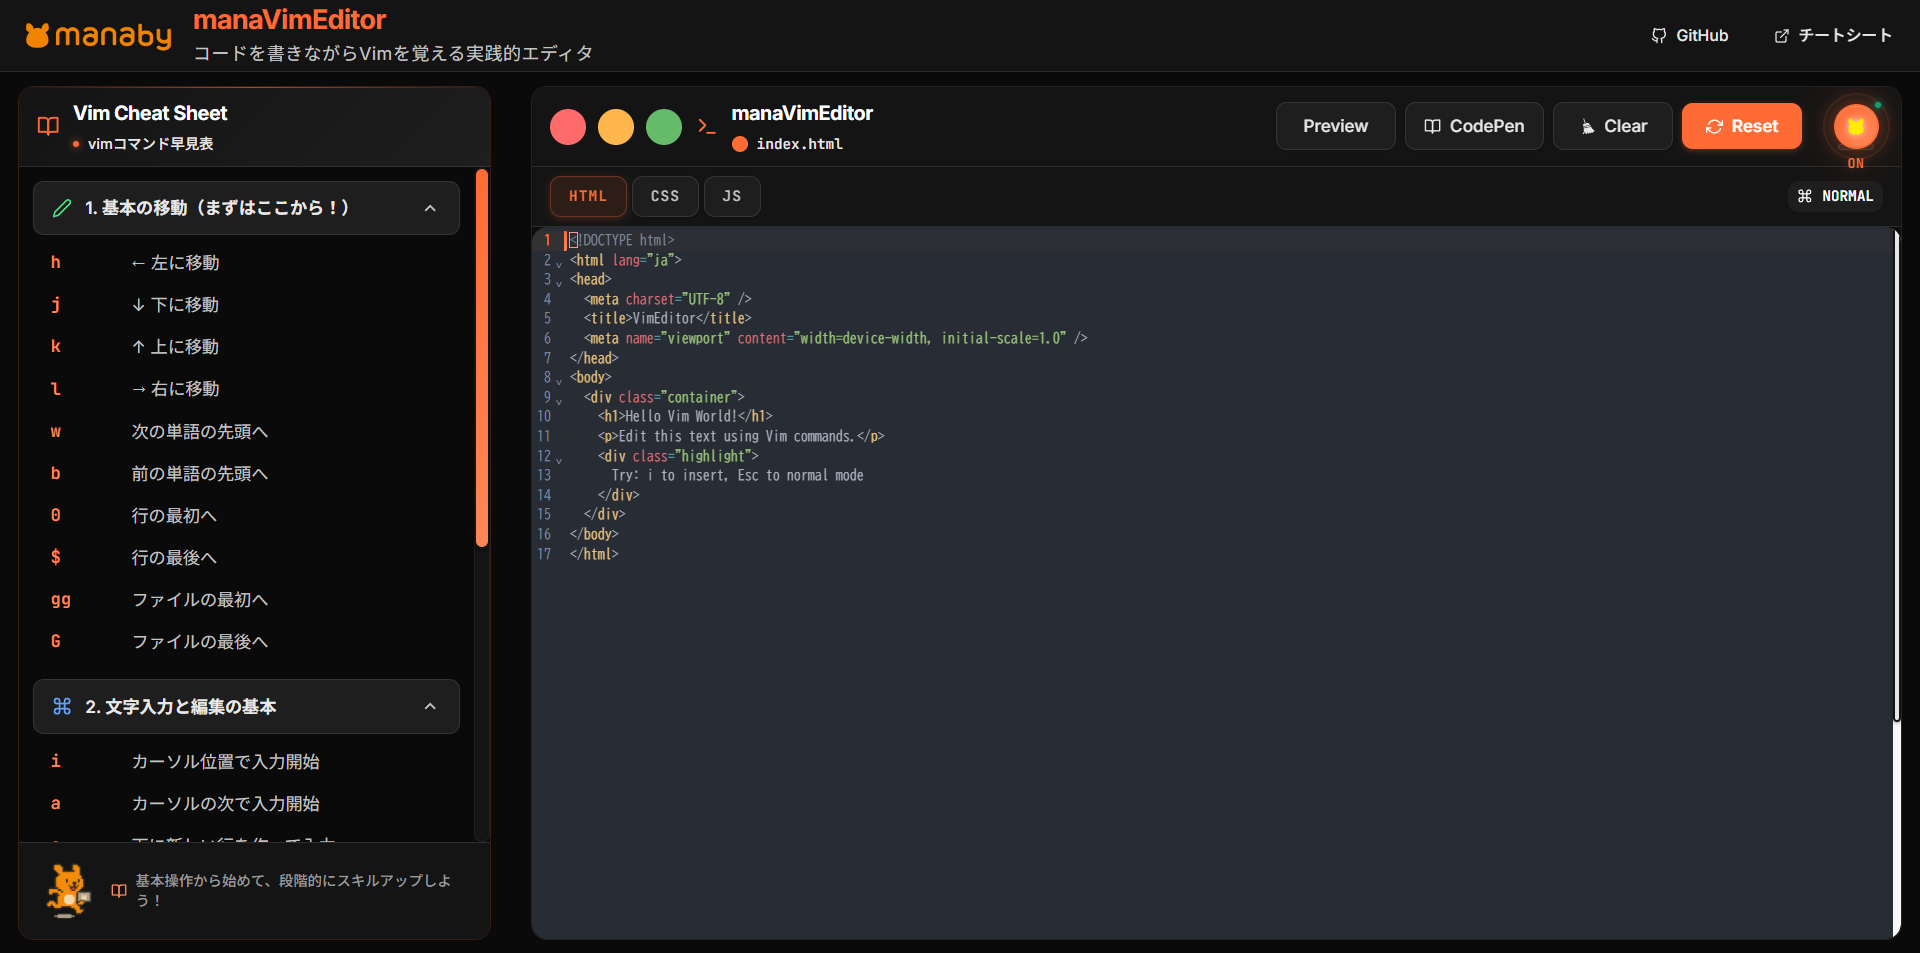 manaby
manaVimEditor
コードを書きながらVimを覚える実践的エディタ
GitHub
チートシート
Vim Cheat Sheet
vimコマンド早見表
1. 基本の移動（まずはここから！）
h ← 左に移動
j ↓ 下に移動
k ↑ 上に移動
l → 右に移動
w 次の単語の先頭へ
b 前の単語の先頭へ
0 行の最初へ
$ 行の最後へ
gg ファイルの最初へ
G ファイルの最後へ
2. 文字入力と編集の基本
i カーソル位置で入力開始
a カーソルの次で入力開始
基本操作から始めて、段階的にスキルアップしよ
う！
manaVimEditor
index.html
Preview
CodePen
Clear
Reset
ON
HTML
CSS
JS
NORMAL
1 <!DOCTYPE html>
2 <html lang="ja">
3 <head>
4 <meta charset="UTF-8" />
5 <title>VimEditor</title>
6 <meta name="viewport" content="width=device-width, initial-scale=1.0" />
7 </head>
8 <body>
9 <div class="container">
10 <h1>Hello Vim World!</h1>
11 <p>Edit this text using Vim commands.</p>
12 <div class="highlight">
13 Try: i to insert, Esc to normal mode
14 </div>
15 </div>
16 </body>
17 </html>